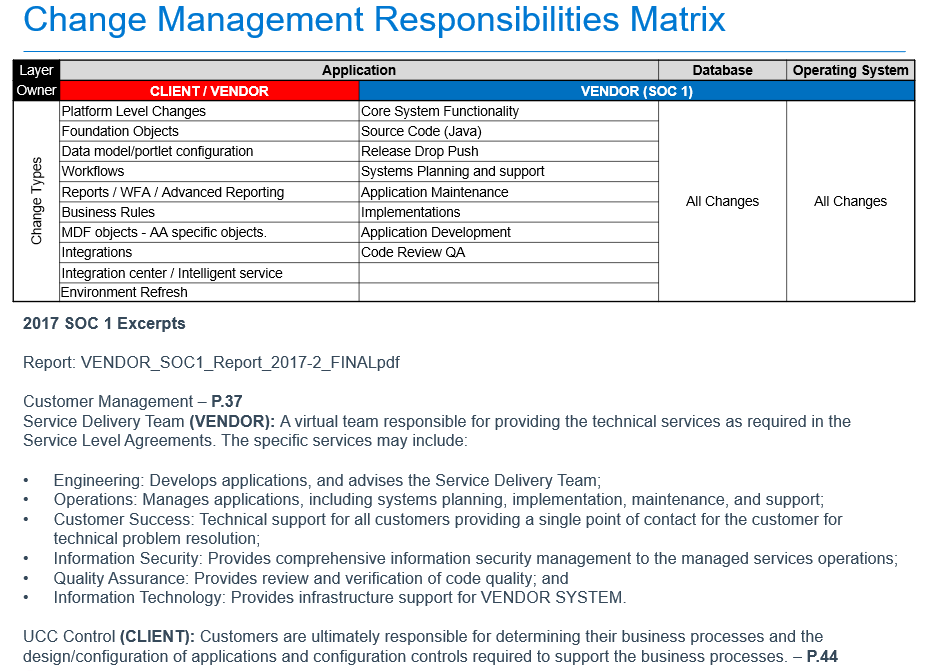 Change Management Responsibilities Matrix
Layer Application Database Operating System
Owner CLIENT / VENDOR VENDOR (SOC 1)
Change Types
Platform Level Changes Core System Functionality
Foundation Objects Source Code (Java)
Data model/portlet configuration Release Drop Push
Workflows Systems Planning and support
Reports / WFA / Advanced Reporting Application Maintenance All Changes All Changes
Business Rules Implementations
MDF objects - AA specific objects. Application Development
Integrations Code Review QA
Integration center / Intelligent service
Environment Refresh
2017 SOC 1 Excerpts
Report: VENDOR_SOC1_Report_2017-2_FINALpdf
Customer Management – P.37
Service Delivery Team (VENDOR): A virtual team responsible for providing the technical services as required in the
Service Level Agreements. The specific services may include:
• Engineering: Develops applications, and advises the Service Delivery Team;
• Operations: Manages applications, including systems planning, implementation, maintenance, and support;
• Customer Success: Technical support for all customers providing a single point of contact for the customer for
technical problem resolution;
• Information Security: Provides comprehensive information security management to the managed services operations;
• Quality Assurance: Provides review and verification of code quality; and
• Information Technology: Provides infrastructure support for VENDOR SYSTEM.
UCC Control (CLIENT): Customers are ultimately responsible for determining their business processes and the
design/configuration of applications and configuration controls required to support the business processes. – P.44